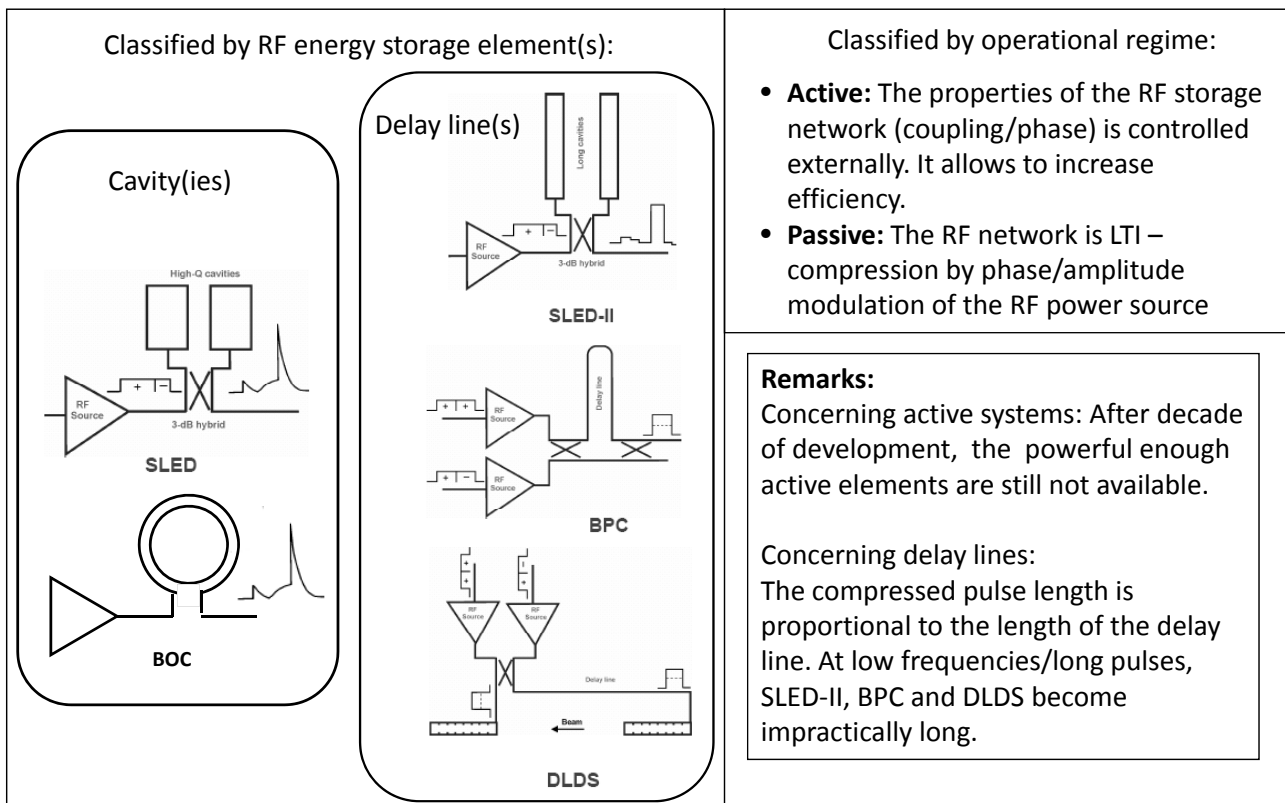 Classified by RF energy storage element(s):
Cavity(ies)
High-Q cavities
RF
Source
+ –
3-dB hybrid
SLED
BOC
Delay line(s)
Long cavities
RF
Source
+ –
3-dB hybrid
SLED-II
Delay line
+ +
RF
Source
+ –
RF
Source
BPC
+ +
+ –
RF
Source
RF
Source
Delay line
Beam
DLDS
Classified by operational regime:
• Active: The properties of the RF storage
network (coupling/phase) is controlled
externally. It allows to increase
efficiency.
• Passive: The RF network is LTI –
compression by phase/amplitude
modulation of the RF power source
Remarks:
Concerning active systems: After decade
of development, the powerful enough
active elements are still not available.
Concerning delay lines:
The compressed pulse length is
proportional to the length of the delay
line. At low frequencies/long pulses,
SLED-II, BPC and DLDS become
impractically long.